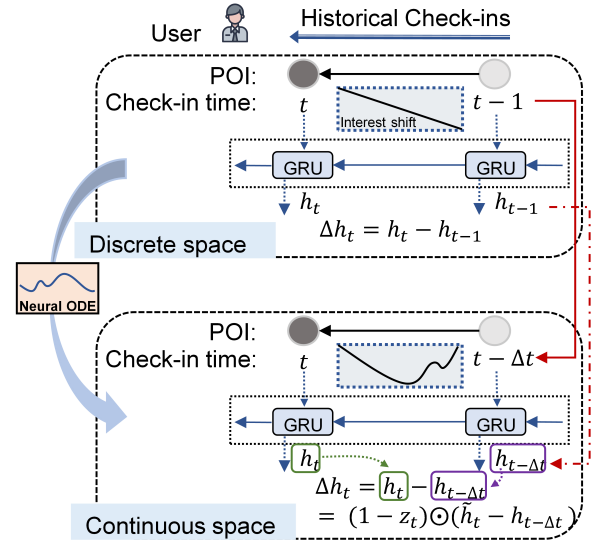 Historical Check-ins
User
POI:
Check-in time: t t − 1
Interest shift
GRU GRU
h_t h_{t−1}
Δh_t = h_t − h_{t−1}
Discrete space
Neural ODE
POI:
Check-in time: t t − Δt
GRU GRU
h_t h_{t−Δt}
Δh_t = h_t − h_{t−Δt}
= (1 − z_t)⊙(h̃_t − h_{t−Δt})
Continuous space